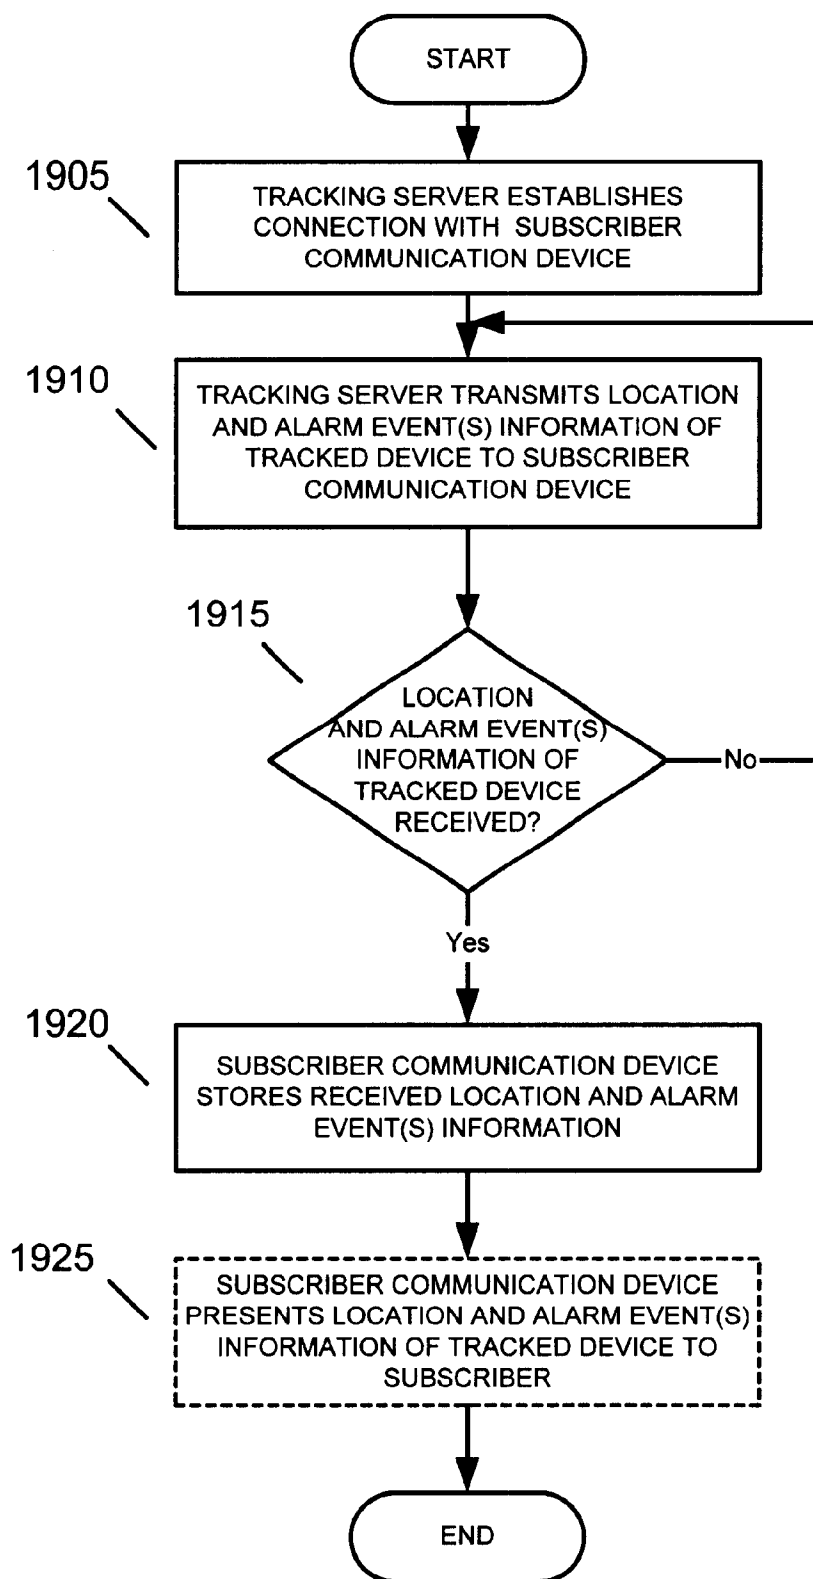 START
1905
TRACKING SERVER ESTABLISHES
CONNECTION WITH SUBSCRIBER
COMMUNICATION DEVICE
1910
TRACKING SERVER TRANSMITS LOCATION
AND ALARM EVENT(S) INFORMATION OF
TRACKED DEVICE TO SUBSCRIBER
COMMUNICATION DEVICE
1915
LOCATION
AND ALARM EVENT(S)
INFORMATION OF
TRACKED DEVICE
RECEIVED?
No
Yes
1920
SUBSCRIBER COMMUNICATION DEVICE
STORES RECEIVED LOCATION AND ALARM
EVENT(S) INFORMATION
1925
SUBSCRIBER COMMUNICATION DEVICE
PRESENTS LOCATION AND ALARM EVENT(S)
INFORMATION OF TRACKED DEVICE TO
SUBSCRIBER
END